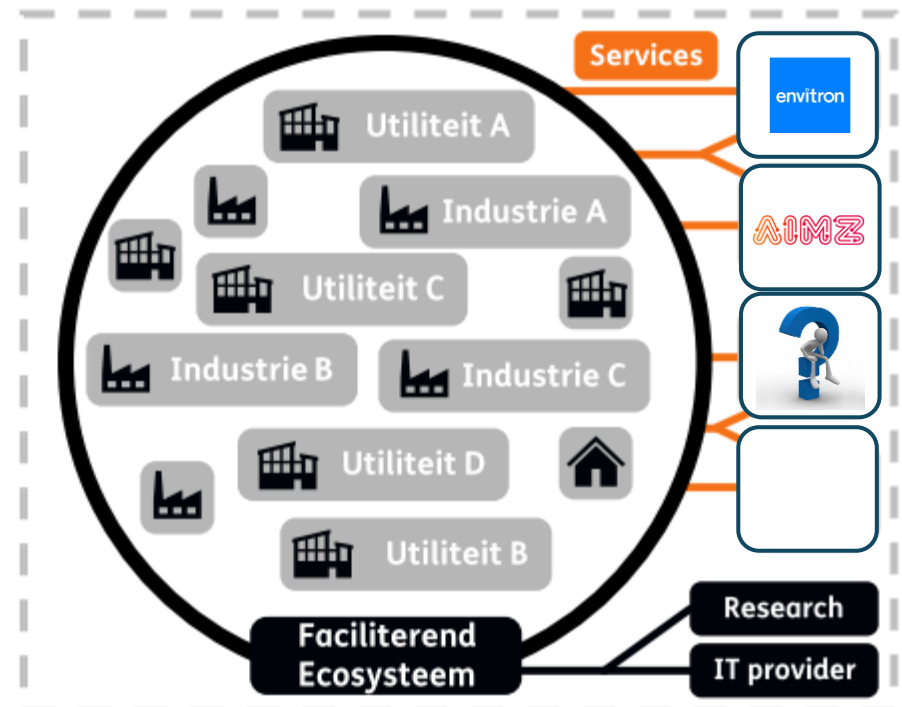 Services
envitron
Utiliteit A
Industrie A
AIMZ
Utiliteit C
Industrie B
Industrie C
Utiliteit D
Utiliteit B
Research
Faciliterend
Ecosysteem
IT provider